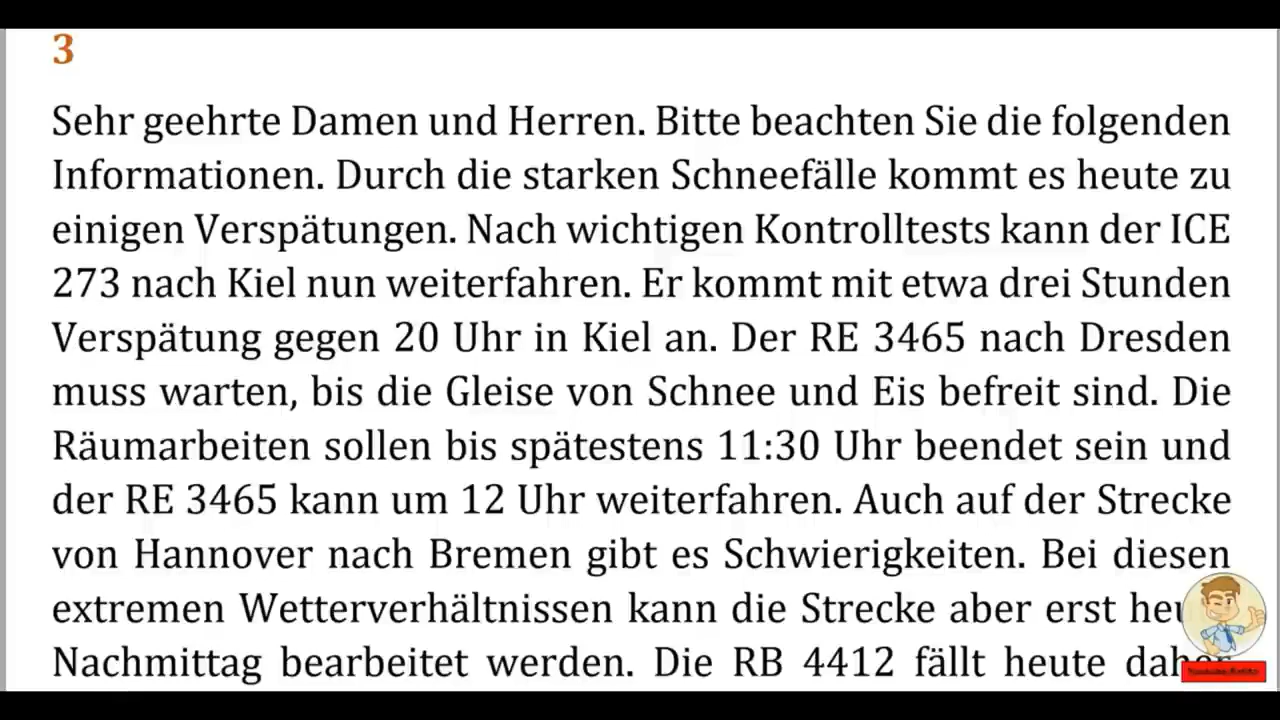 3
Sehr geehrte Damen und Herren. Bitte beachten Sie die folgenden
Informationen. Durch die starken Schneefälle kommt es heute zu
einigen Verspätungen. Nach wichtigen Kontrolltests kann der ICE
273 nach Kiel nun weiterfahren. Er kommt mit etwa drei Stunden
Verspätung gegen 20 Uhr in Kiel an. Der RE 3465 nach Dresden
muss warten, bis die Gleise von Schnee und Eis befreit sind. Die
Räumarbeiten sollen bis spätestens 11:30 Uhr beendet sein und
der RE 3465 kann um 12 Uhr weiterfahren. Auch auf der Strecke
von Hannover nach Bremen gibt es Schwierigkeiten. Bei diesen
extremen Wetterverhältnissen kann die Strecke aber erst
Nachmittag bearbeitet werden. Die RB 4412 fällt heute daher